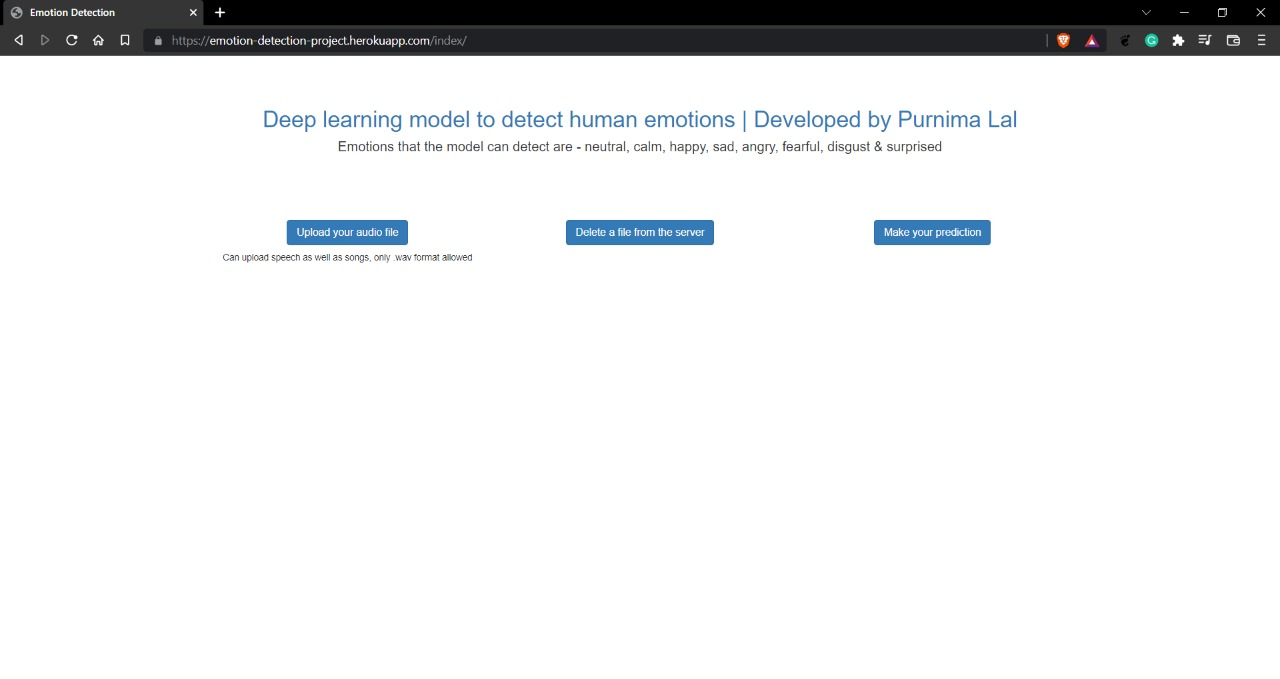 Emotion Detection
https://emotion-detection-project.herokuapp.com/index/
Deep learning model to detect human emotions | Developed by Purnima Lal
Emotions that the model can detect are - neutral, calm, happy, sad, angry, fearful, disgust & surprised
Upload your audio file
Delete a file from the server
Make your prediction
Can upload speech as well as songs, only .wav format allowed